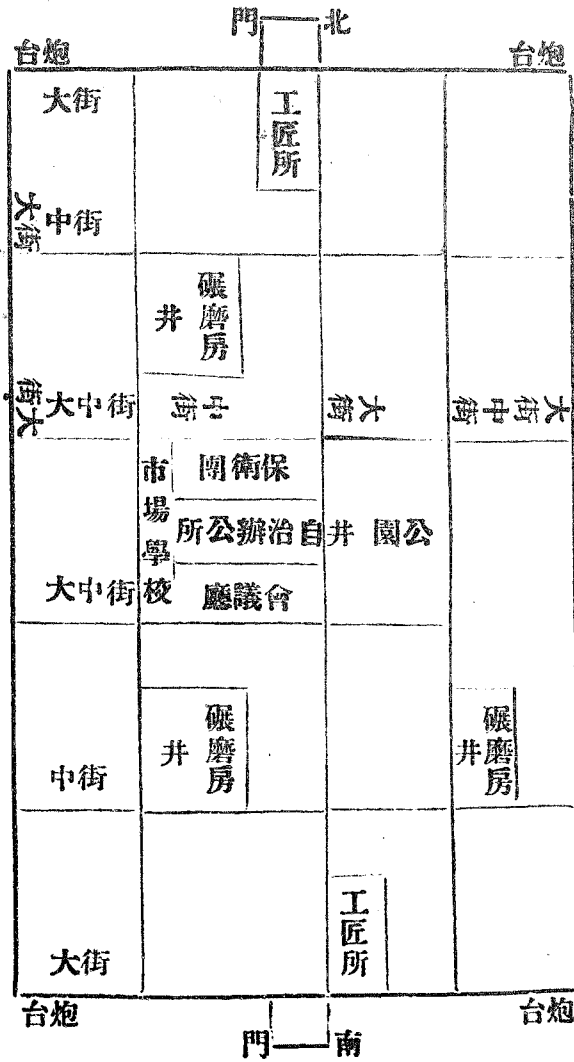 北門
炮台
炮台
大街
工匠所
中街
大街
碾磨房
井
大街
大中街
中街
大街
大街中街
市場
學校
保衛團
自治辦公所
井
公園
會議廳
大中街
碾磨房
井
碾磨房
井
中街
工匠所
大街
炮台
炮台
南門